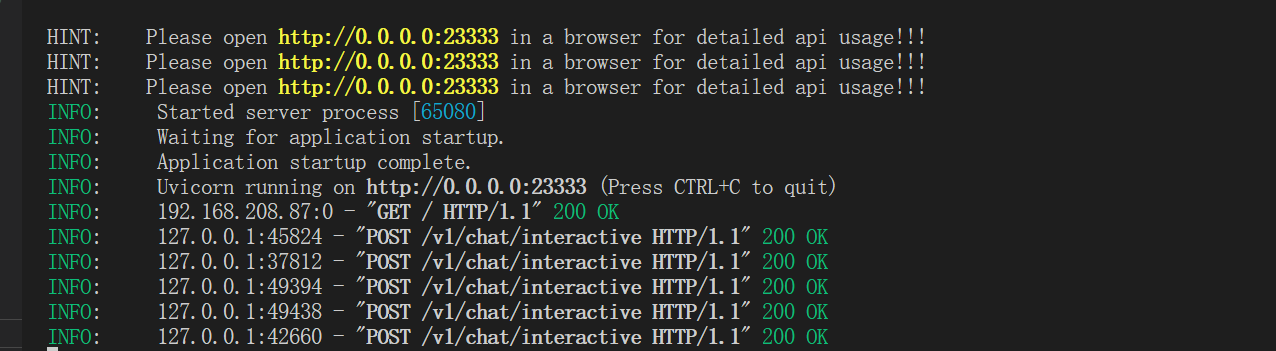 HINT:    Please open http://0.0.0.0:23333 in a browser for detailed api usage!!!
HINT:    Please open http://0.0.0.0:23333 in a browser for detailed api usage!!!
HINT:    Please open http://0.0.0.0:23333 in a browser for detailed api usage!!!
INFO:     Started server process [65080]
INFO:     Waiting for application startup.
INFO:     Application startup complete.
INFO:     Uvicorn running on http://0.0.0.0:23333 (Press CTRL+C to quit)
INFO:     192.168.208.87:0 - "GET / HTTP/1.1" 200 OK
INFO:     127.0.0.1:45824 - "POST /v1/chat/interactive HTTP/1.1" 200 OK
INFO:     127.0.0.1:37812 - "POST /v1/chat/interactive HTTP/1.1" 200 OK
INFO:     127.0.0.1:49394 - "POST /v1/chat/interactive HTTP/1.1" 200 OK
INFO:     127.0.0.1:49438 - "POST /v1/chat/interactive HTTP/1.1" 200 OK
INFO:     127.0.0.1:42660 - "POST /v1/chat/interactive HTTP/1.1" 200 OK